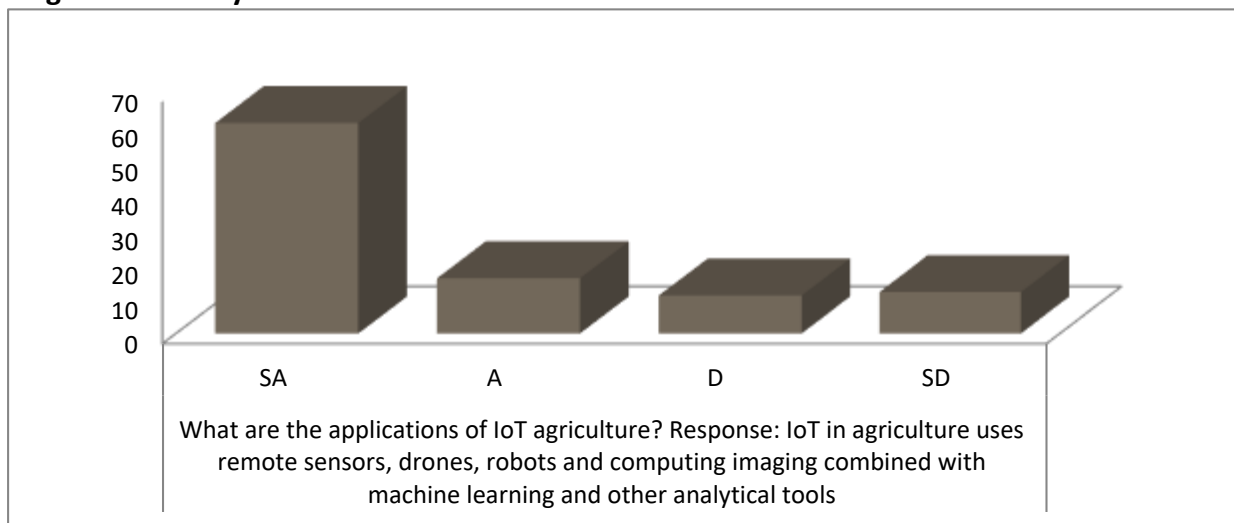 70
60
50
40
30
20
10
0
SA A D SD
What are the applications of IoT agriculture? Response: IoT in agriculture uses
remote sensors, drones, robots and computing imaging combined with
machine learning and other analytical tools